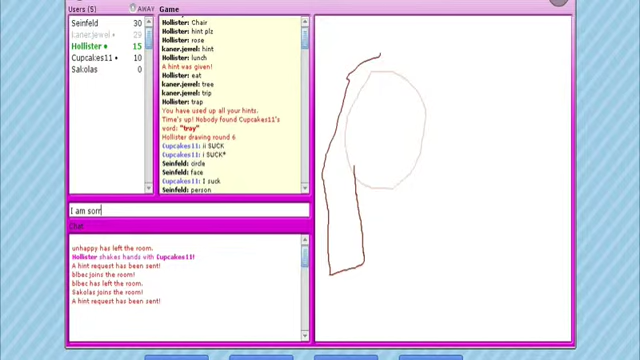 Users (5)
AWAY
Game
Seinfeld 30
kaner.jewel 29
Hollister 15
Cupcakes11 10
Sakolas 0
Hollister: Chair
Hollister: hint plz
Hollister: rose
kaner.jewel: hint
Hollister: lunch
A hint was given!
Hollister: eat
kaner.jewel: tree
kaner.jewel: trip
Hollister: trap
You have used up all your hints.
Time's up! Nobody found Cupcakes11's
word: "tray"
Hollister drawing round 6
Cupcakes11: ii SUCK
Cupcakes11: i SUCK*
Seinfeld: circle
Seinfeld: face
Cupcakes11: I suck
Seinfeld: person
I am sorr
Chat
unhappy has left the room.
Hollister shakes hands with Cupcakes11!
A hint request has been sent!
blbec joins the room!
blbec has left the room.
Sakolas joins the room!
A hint request has been sent!